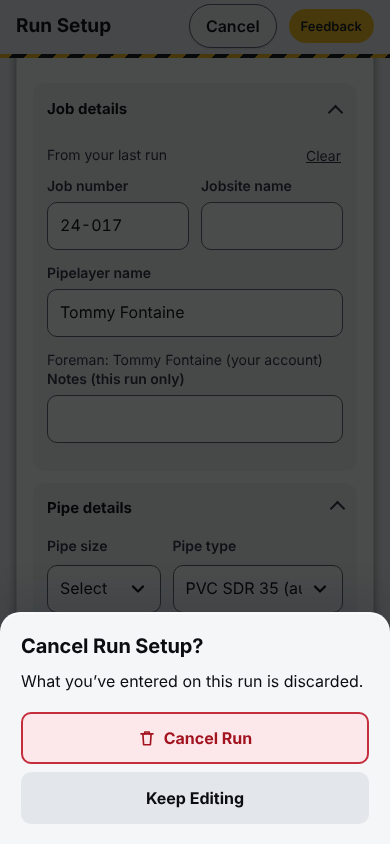 Run Setup
Cancel
Feedback
Job details
From your last run
Clear
Job number
Jobsite name
24-017
Pipelayer name
Tommy Fontaine
Foreman: Tommy Fontaine (your account)
Notes (this run only)
Pipe details
Pipe size
Pipe type
Select
PVC SDR 35 (au
Cancel Run Setup?
What you’ve entered on this run is discarded.
Cancel Run
Keep Editing